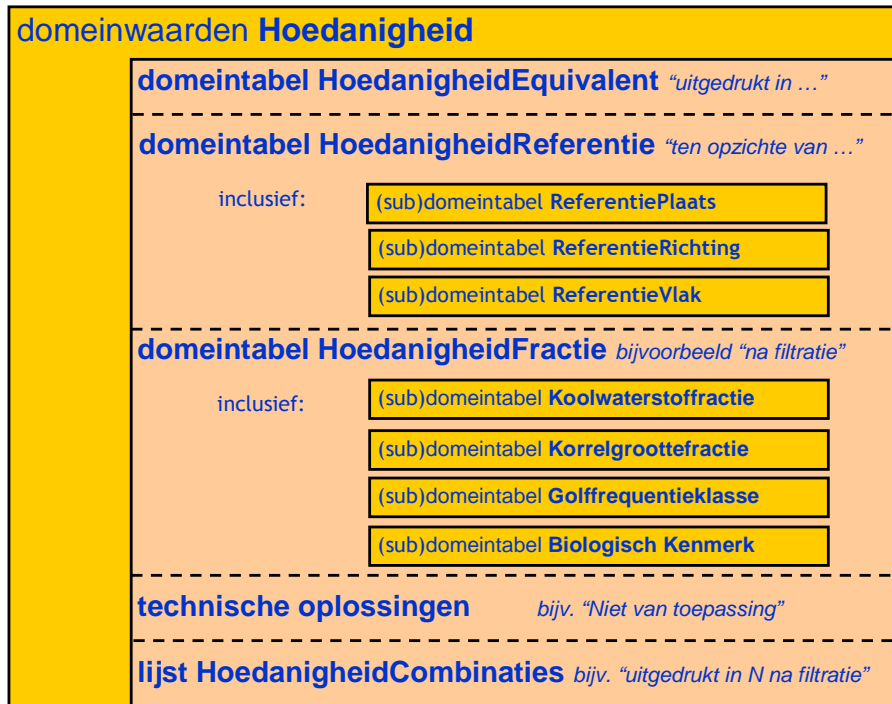 domeinwaarden Hoedanigheid
domeintabel HoedanigheidEquivalent “uitgedrukt in …”
domeintabel HoedanigheidReferentie “ten opzichte van …”
inclusief:
(sub)domeintabel ReferentiePlaats
(sub)domeintabel ReferentieRichting
(sub)domeintabel ReferentieVlak
domeintabel HoedanigheidFractie bijvoorbeeld “na filtratie”
inclusief:
(sub)domeintabel Koolwaterstoffractie
(sub)domeintabel Korrelgroottefractie
(sub)domeintabel Golffrequentieklasse
(sub)domeintabel Biologisch Kenmerk
technische oplossingen bijv. “Niet van toepassing”
lijst HoedanigheidCombinaties bijv. “uitgedrukt in N na filtratie”